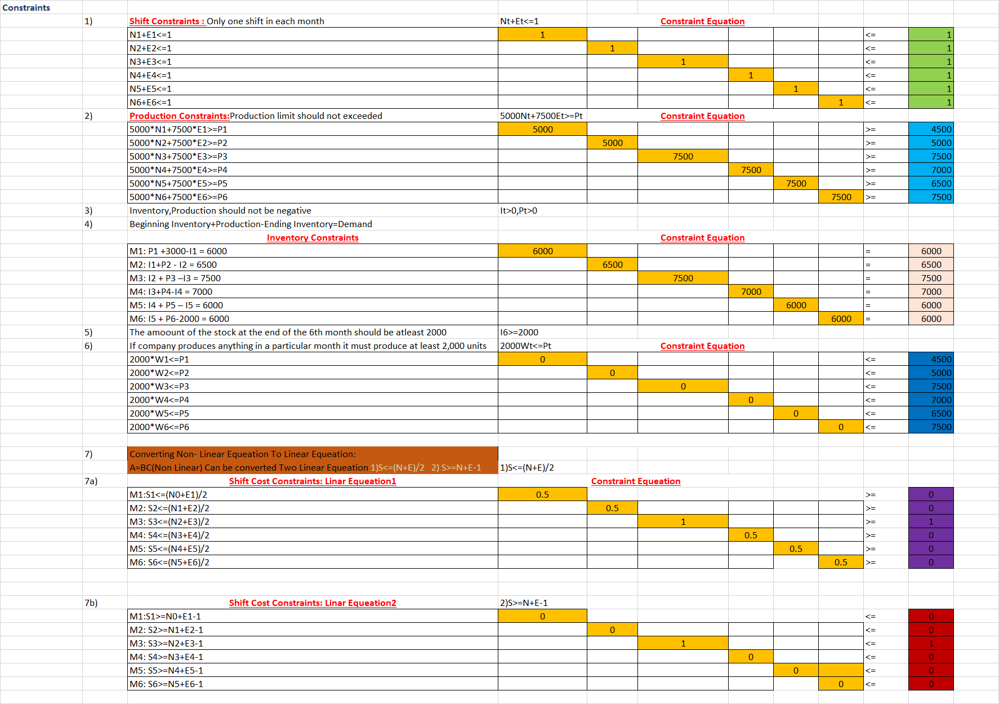 Constraints
1) Shift Constraints : Only one shift in each month Nt+Et<=1 Constraint Equation
N1+E1<=1 1 <= 1
N2+E2<=1 1 <= 1
N3+E3<=1 1 <= 1
N4+E4<=1 1 <= 1
N5+E5<=1 1 <= 1
N6+E6<=1 1 <= 1
2) Production Constraints:Production limit should not exceeded 5000Nt+7500Et>=Pt Constraint Equation
5000*N1+7500*E1>=P1 5000 >= 4500
5000*N2+7500*E2>=P2 5000 >= 5000
5000*N3+7500*E3>=P3 7500 >= 7500
5000*N4+7500*E4>=P4 7500 >= 7000
5000*N5+7500*E5>=P5 7500 >= 6500
5000*N6+7500*E6>=P6 7500 >= 7500
3) Inventory,Production should not be negative It>0,Pt>0
4) Beginning Inventory+Production-Ending Inventory=Demand
Inventory Constraints Constraint Equation
M1: P1 +3000-I1 = 6000 6000 = 6000
M2: I1+P2 - I2 = 6500 6500 = 6500
M3: I2 + P3 –I3 = 7500 7500 = 7500
M4: I3+P4-I4 = 7000 7000 = 7000
M5: I4 + P5 – I5 = 6000 6000 = 6000
M6: I5 + P6-2000 = 6000 6000 = 6000
5) The amoount of the stock at the end of the 6th month should be atleast 2000 I6>=2000
6) If company produces anything in a particular month it must produce at least 2,000 units 2000Wt<=Pt Constraint Equation
2000*W1<=P1 0 <= 4500
2000*W2<=P2 0 <= 5000
2000*W3<=P3 0 <= 7500
2000*W4<=P4 0 <= 7000
2000*W5<=P5 0 <= 6500
2000*W6<=P6 0 <= 7500
7) Converting Non- Linear Equeation To Linear Equeation:
A=BC(Non Linear) Can be converted Two Linear Equeation 1)S<=(N+E)/2 2) S>=N+E-1 1)S<=(N+E)/2
7a) Shift Cost Constraints: Linar Equeation1 Constraint Equeation
M1:S1<=(N0+E1)/2 0.5 >= 0
M2: S2<=(N1+E2)/2 0.5 >= 0
M3: S3<=(N2+E3)/2 1 >= 1
M4: S4<=(N3+E4)/2 0.5 >= 0
M5: S5<=(N4+E5)/2 0.5 >= 0
M6: S6<=(N5+E6)/2 0.5 >= 0
7b) Shift Cost Constraints: Linar Equeation2 2)S>=N+E-1
M1:S1>=N0+E1-1 0 <= 0
M2: S2>=N1+E2-1 0 <= 0
M3: S3>=N2+E3-1 1 <= 1
M4: S4>=N3+E4-1 0 <= 0
M5: S5>=N4+E5-1 0 <= 0
M6: S6>=N5+E6-1 0 <= 0